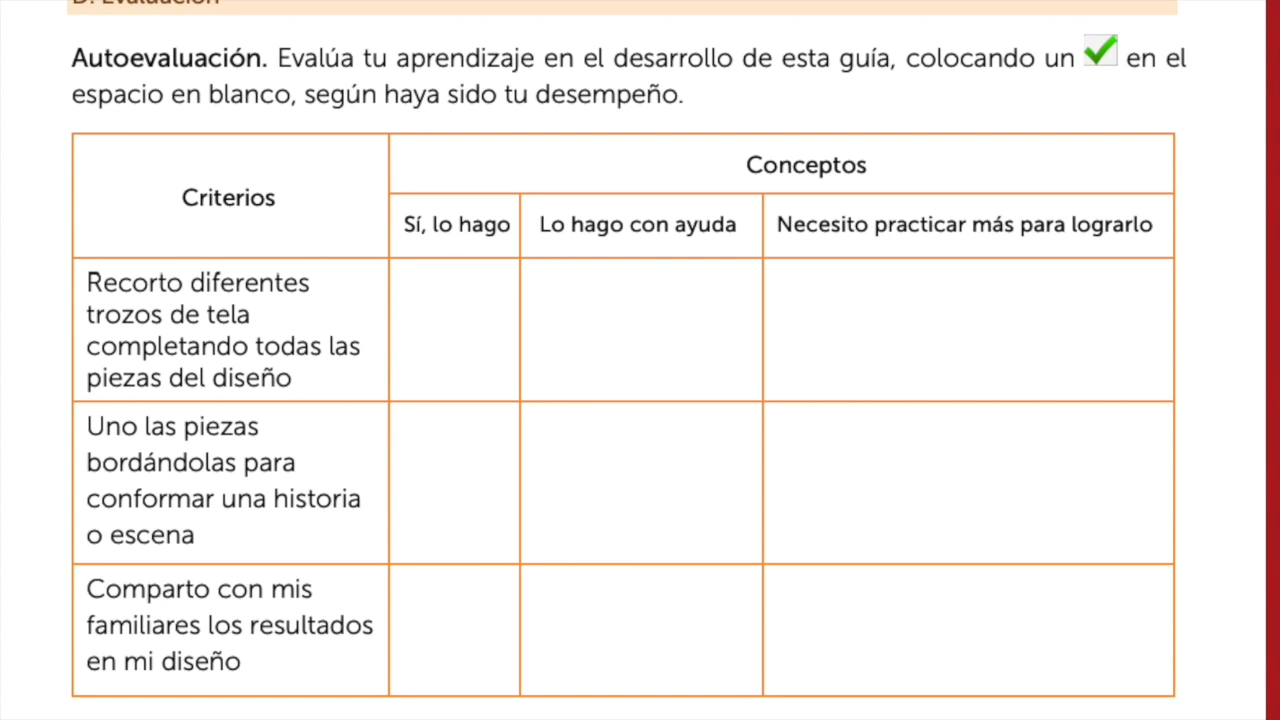 D. Evaluación
Autoevaluación. Evalúa tu aprendizaje en el desarrollo de esta guía, colocando un en el
espacio en blanco, según haya sido tu desempeño.
Criterios
Conceptos
Sí, lo hago
Lo hago con ayuda
Necesito practicar más para lograrlo
Recorto diferentes
trozos de tela
completando todas las
piezas del diseño
Uno las piezas
bordándolas para
conformar una historia
o escena
Comparto con mis
familiares los resultados
en mi diseño